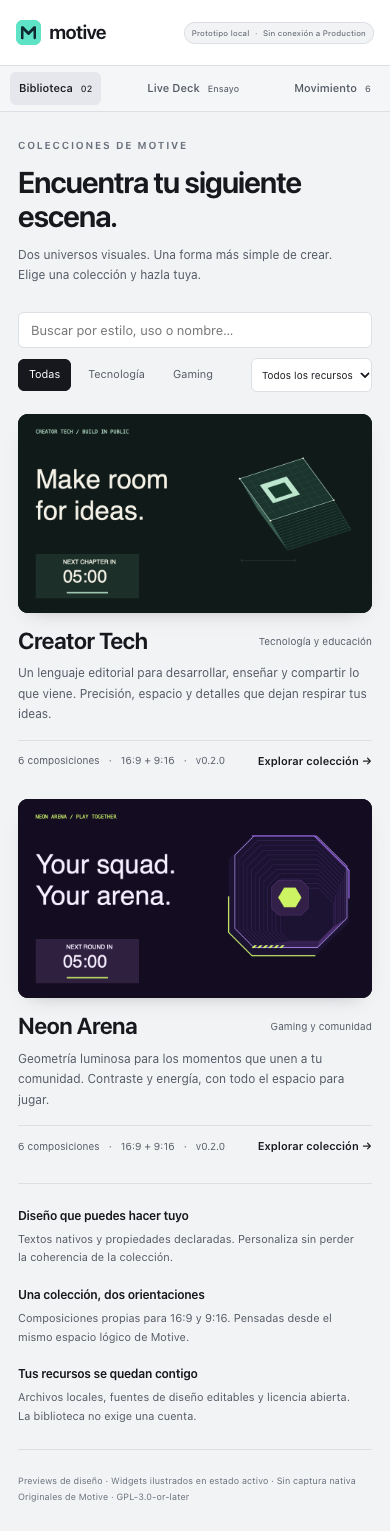 motive
Prototipo local · Sin conexión a Production
Biblioteca 02
Live Deck Ensayo
Movimiento 6
COLECCIONES DE MOTIVE
Encuentra tu siguiente
escena.
Dos universos visuales. Una forma más simple de crear.
Elige una colección y hazla tuya.
Buscar por estilo, uso o nombre...
Todas
Tecnología
Gaming
Todos los recursos
CREATOR TECH / BUILD IN PUBLIC
Make room
for ideas.
NEXT CHAPTER IN
05:00
Creator Tech
Tecnología y educación
Un lenguaje editorial para desarrollar, enseñar y compartir lo
que viene. Precisión, espacio y detalles que dejan respirar tus
ideas.
6 composiciones · 16:9 + 9:16 · v0.2.0
Explorar colección →
NEON ARENA / PLAY TOGETHER
Your squad.
Your arena.
NEXT ROUND IN
05:00
Neon Arena
Gaming y comunidad
Geometría luminosa para los momentos que unen a tu
comunidad. Contraste y energía, con todo el espacio para
jugar.
6 composiciones · 16:9 + 9:16 · v0.2.0
Explorar colección →
Diseño que puedes hacer tuyo
Textos nativos y propiedades declaradas. Personaliza sin perder
la coherencia de la colección.
Una colección, dos orientaciones
Composiciones propias para 16:9 y 9:16. Pensadas desde el
mismo espacio lógico de Motive.
Tus recursos se quedan contigo
Archivos locales, fuentes de diseño editables y licencia abierta.
La biblioteca no exige una cuenta.
Previews de diseño · Widgets ilustrados en estado activo · Sin captura nativa
Originales de Motive · GPL-3.0-or-later